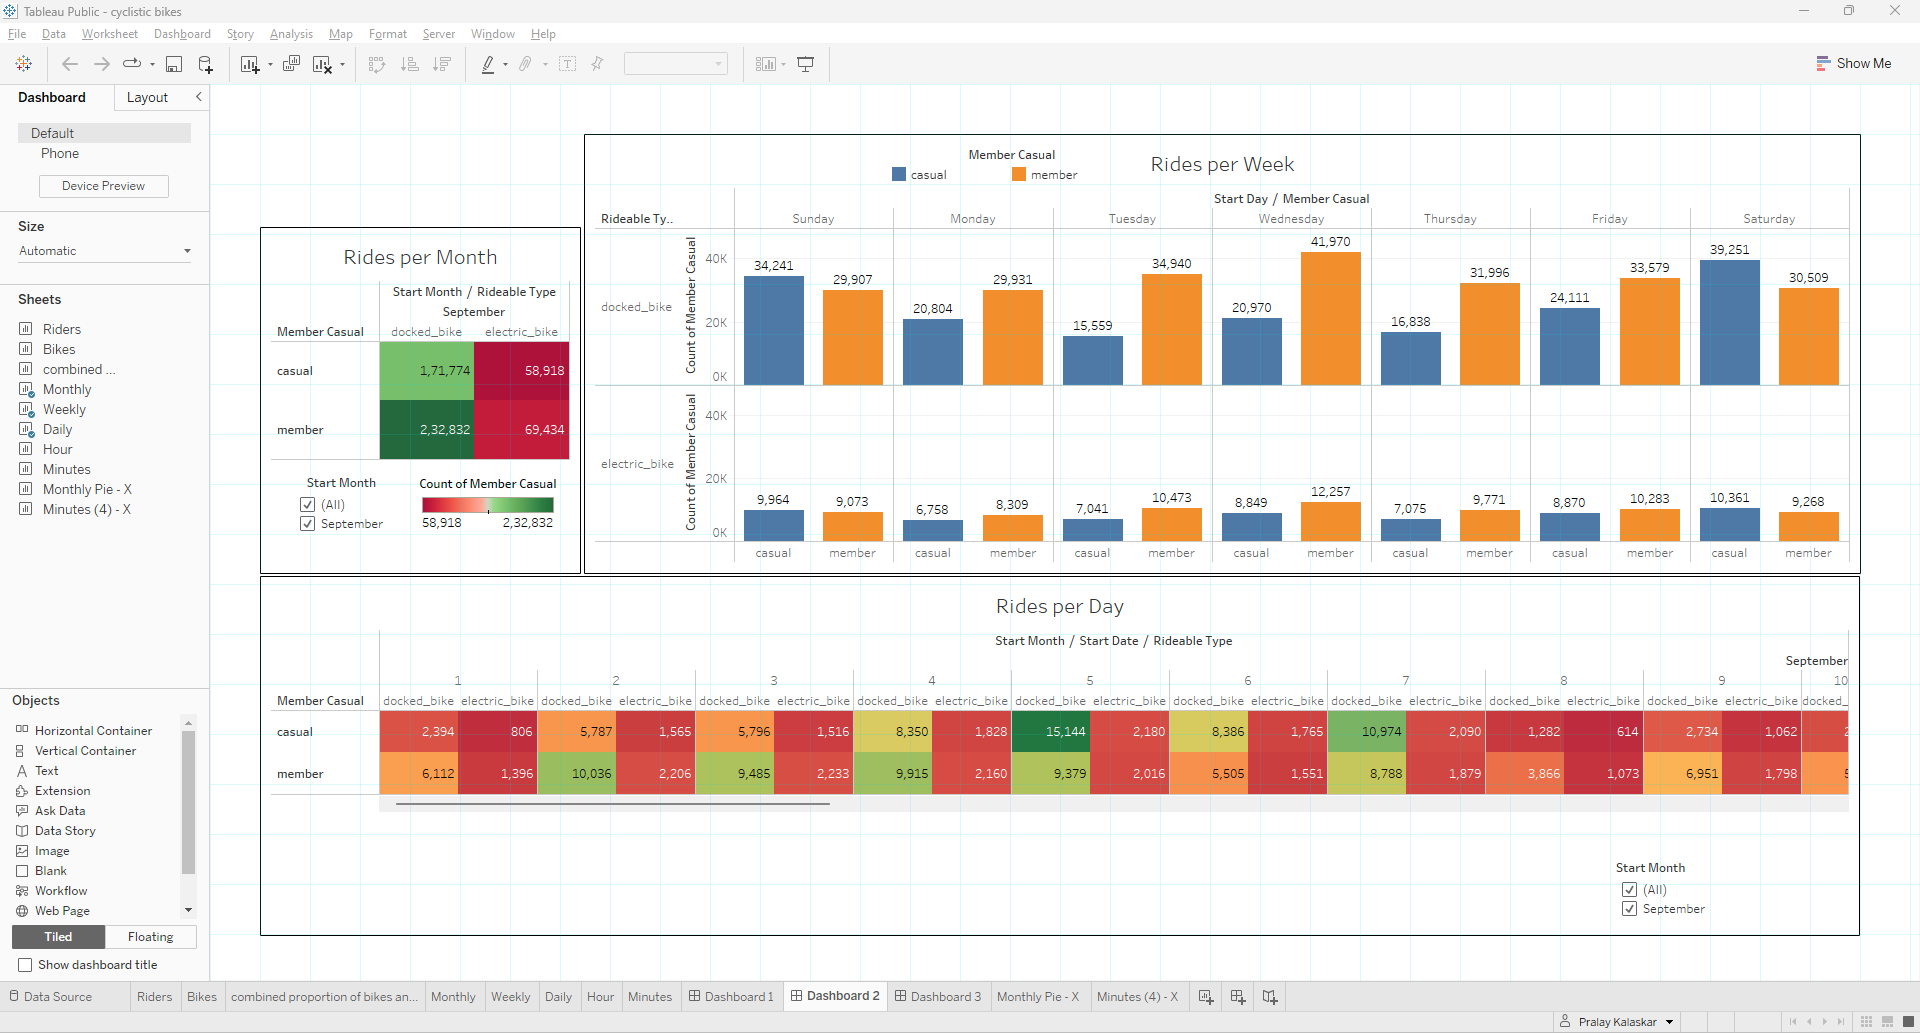 Tableau Public - cyclistic bikes
File Data Worksheet Dashboard Story Analysis Map Format Server Window Help
Show Me
Dashboard Layout
Default
Phone
Device Preview
Size
Automatic
Sheets
Riders
Bikes
combined ...
Monthly
Weekly
Daily
Hour
Minutes
Monthly Pie - X
Minutes (4) - X
Objects
Horizontal Container
Vertical Container
Text
Extension
Ask Data
Data Story
Image
Blank
Workflow
Web Page
Tiled Floating
Show dashboard title
Rides per Month
Start Month / Rideable Type
September
Member Casual docked_bike electric_bike
casual 1,71,774 58,918
member 2,32,832 69,434
Start Month
(All)
September
Count of Member Casual
58,918 2,32,832
Member Casual
casual member
Rides per Week
Start Day / Member Casual
Rideable Ty.. Sunday Monday Tuesday Wednesday Thursday Friday Saturday
docked_bike
Count of Member Casual
40K
20K
0K
34,241 29,907 20,804 29,931 15,559 34,940 20,970 41,970 16,838 31,996 24,111 33,579 39,251 30,509
electric_bike
Count of Member Casual
40K
20K
0K
9,964 9,073 6,758 8,309 7,041 10,473 8,849 12,257 7,075 9,771 8,870 10,283 10,361 9,268
casual member casual member casual member casual member casual member casual member casual member
Rides per Day
Start Month / Start Date / Rideable Type
September
1 2 3 4 5 6 7 8 9 10
Member Casual docked_bike electric_bike docked_bike electric_bike docked_bike electric_bike docked_bike electric_bike docked_bike electric_bike docked_bike electric_bike docked_bike electric_bike docked_bike electric_bike docked_bike electric_bike docked_
casual 2,394 806 5,787 1,565 5,796 1,516 8,350 1,828 15,144 2,180 8,386 1,765 10,974 2,090 1,282 614 2,734 1,062
member 6,112 1,396 10,036 2,206 9,485 2,233 9,915 2,160 9,379 2,016 5,505 1,551 8,788 1,879 3,866 1,073 6,951 1,798
Start Month
(All)
September
Data Source Riders Bikes combined proportion of bikes an... Monthly Weekly Daily Hour Minutes Dashboard 1 Dashboard 2 Dashboard 3 Monthly Pie - X Minutes (4) - X
Pralay Kalaskar